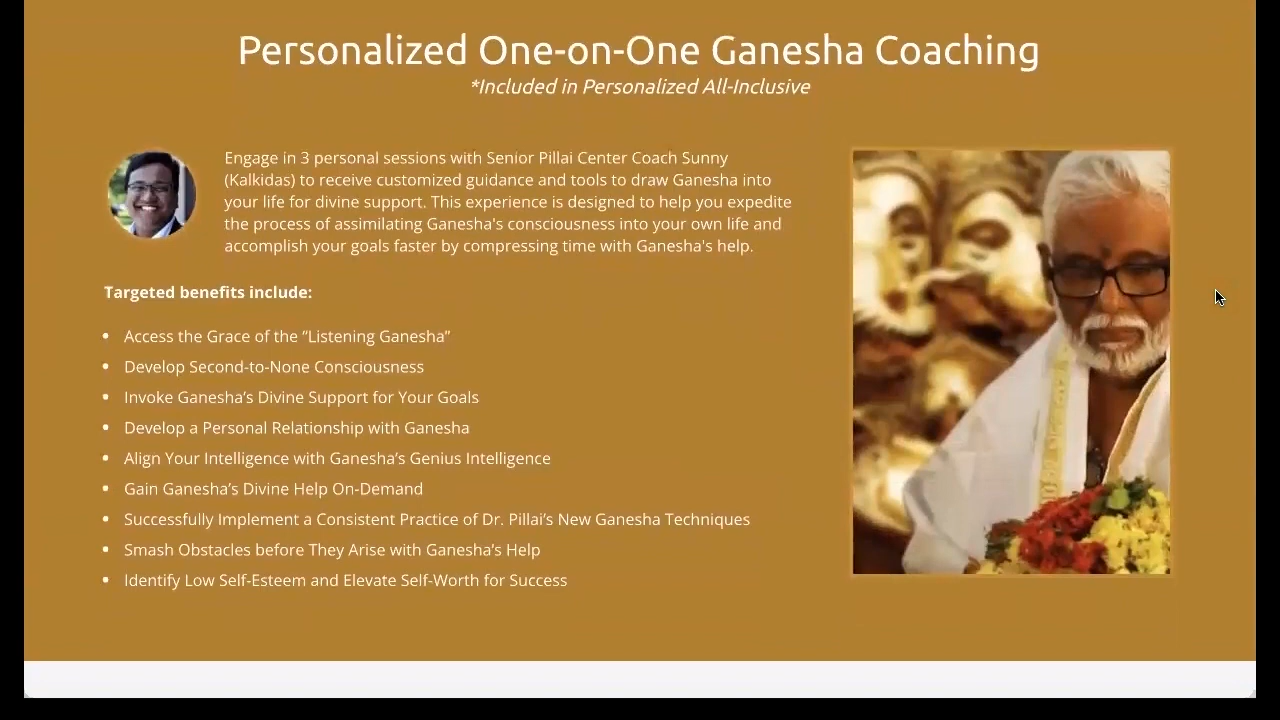 Personalized One-on-One Ganesha Coaching
*Included in Personalized All-Inclusive
Engage in 3 personal sessions with Senior Pillai Center Coach Sunny
(Kalkidas) to receive customized guidance and tools to draw Ganesha into
your life for divine support. This experience is designed to help you expedite
the process of assimilating Ganesha's consciousness into your own life and
accomplish your goals faster by compressing time with Ganesha's help.
Targeted benefits include:
• Access the Grace of the “Listening Ganesha”
• Develop Second-to-None Consciousness
• Invoke Ganesha’s Divine Support for Your Goals
• Develop a Personal Relationship with Ganesha
• Align Your Intelligence with Ganesha’s Genius Intelligence
• Gain Ganesha’s Divine Help On-Demand
• Successfully Implement a Consistent Practice of Dr. Pillai’s New Ganesha Techniques
• Smash Obstacles before They Arise with Ganesha’s Help
• Identify Low Self-Esteem and Elevate Self-Worth for Success